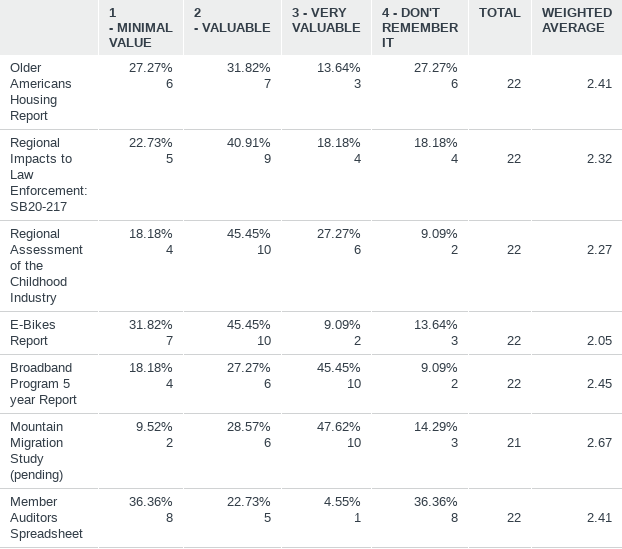 1 - MINIMAL VALUE 2 - VALUABLE 3 - VERY VALUABLE 4 - DON'T REMEMBER IT TOTAL WEIGHTED AVERAGE
Older 27.27% 31.82% 13.64% 27.27%
Americans 6 7 3 6 22 2.41
Housing
Report
Regional 22.73% 40.91% 18.18% 18.18%
Impacts to 5 9 4 4 22 2.32
Law
Enforcement:
SB20-217
Regional 18.18% 45.45% 27.27% 9.09%
Assessment 4 10 6 2 22 2.27
of the
Childhood
Industry
E-Bikes 31.82% 45.45% 9.09% 13.64%
Report 7 10 2 3 22 2.05
Broadband 18.18% 27.27% 45.45% 9.09%
Program 5 4 6 10 2 22 2.45
year Report
Mountain 9.52% 28.57% 47.62% 14.29%
Migration 2 6 10 3 21 2.67
Study
(pending)
Member 36.36% 22.73% 4.55% 36.36%
Auditors 8 5 1 8 22 2.41
Spreadsheet